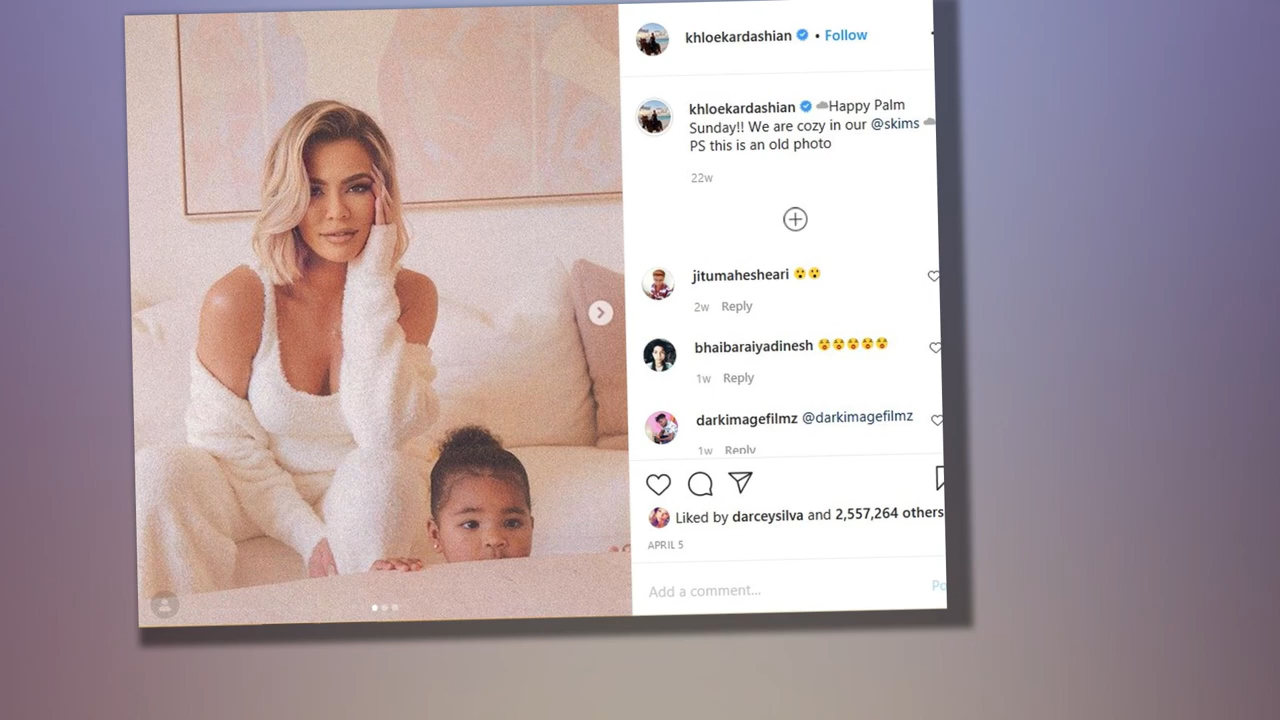 khloekardashian • Follow
khloekardashian Happy Palm
Sunday!! We are cozy in our @skims
PS this is an old photo
22w
jitumahesheari 😮😮
2w Reply
bhaibaraiyadinesh 😵😵😵😵😵
1w Reply
darkimagefilmz @darkimagefilmz
1w Reply
Liked by darceysilva and 2,557,264 others
APRIL 5
Add a comment...